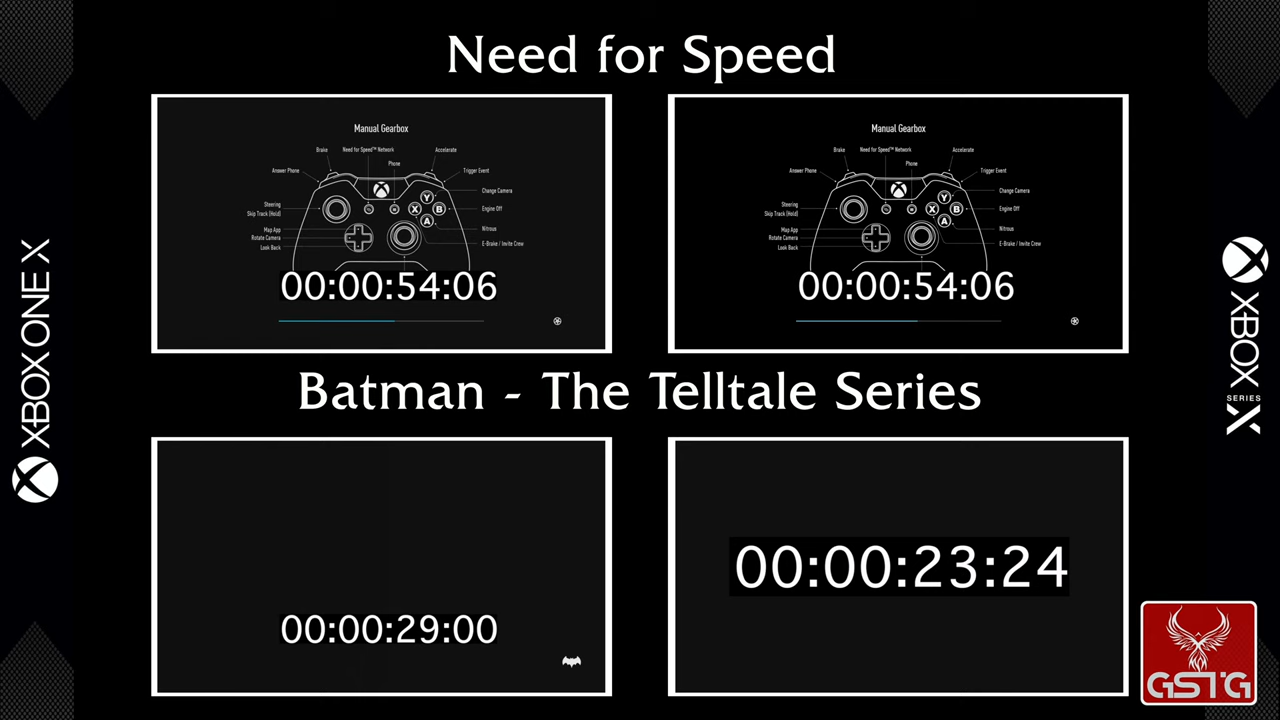 Need for Speed
Manual Gearbox
Brake
Need for Speed™ Network
Accelerate
Phone
Answer Phone
Trigger Event
Change Camera
Steering
Skip Track (Hold)
Y
X
B
A
Engine Off
Nitrous
Map App
Rotate Camera
Look Back
E-Brake / Invite Crew
00:00:54:06
Manual Gearbox
Brake
Need for Speed™ Network
Accelerate
Phone
Answer Phone
Trigger Event
Change Camera
Steering
Skip Track (Hold)
Y
X
B
A
Engine Off
Nitrous
Map App
Rotate Camera
Look Back
E-Brake / Invite Crew
00:00:54:06
XBOX ONE X
XBOX
SERIES
X
Batman - The Telltale Series
00:00:29:00
00:00:23:24
GSTG